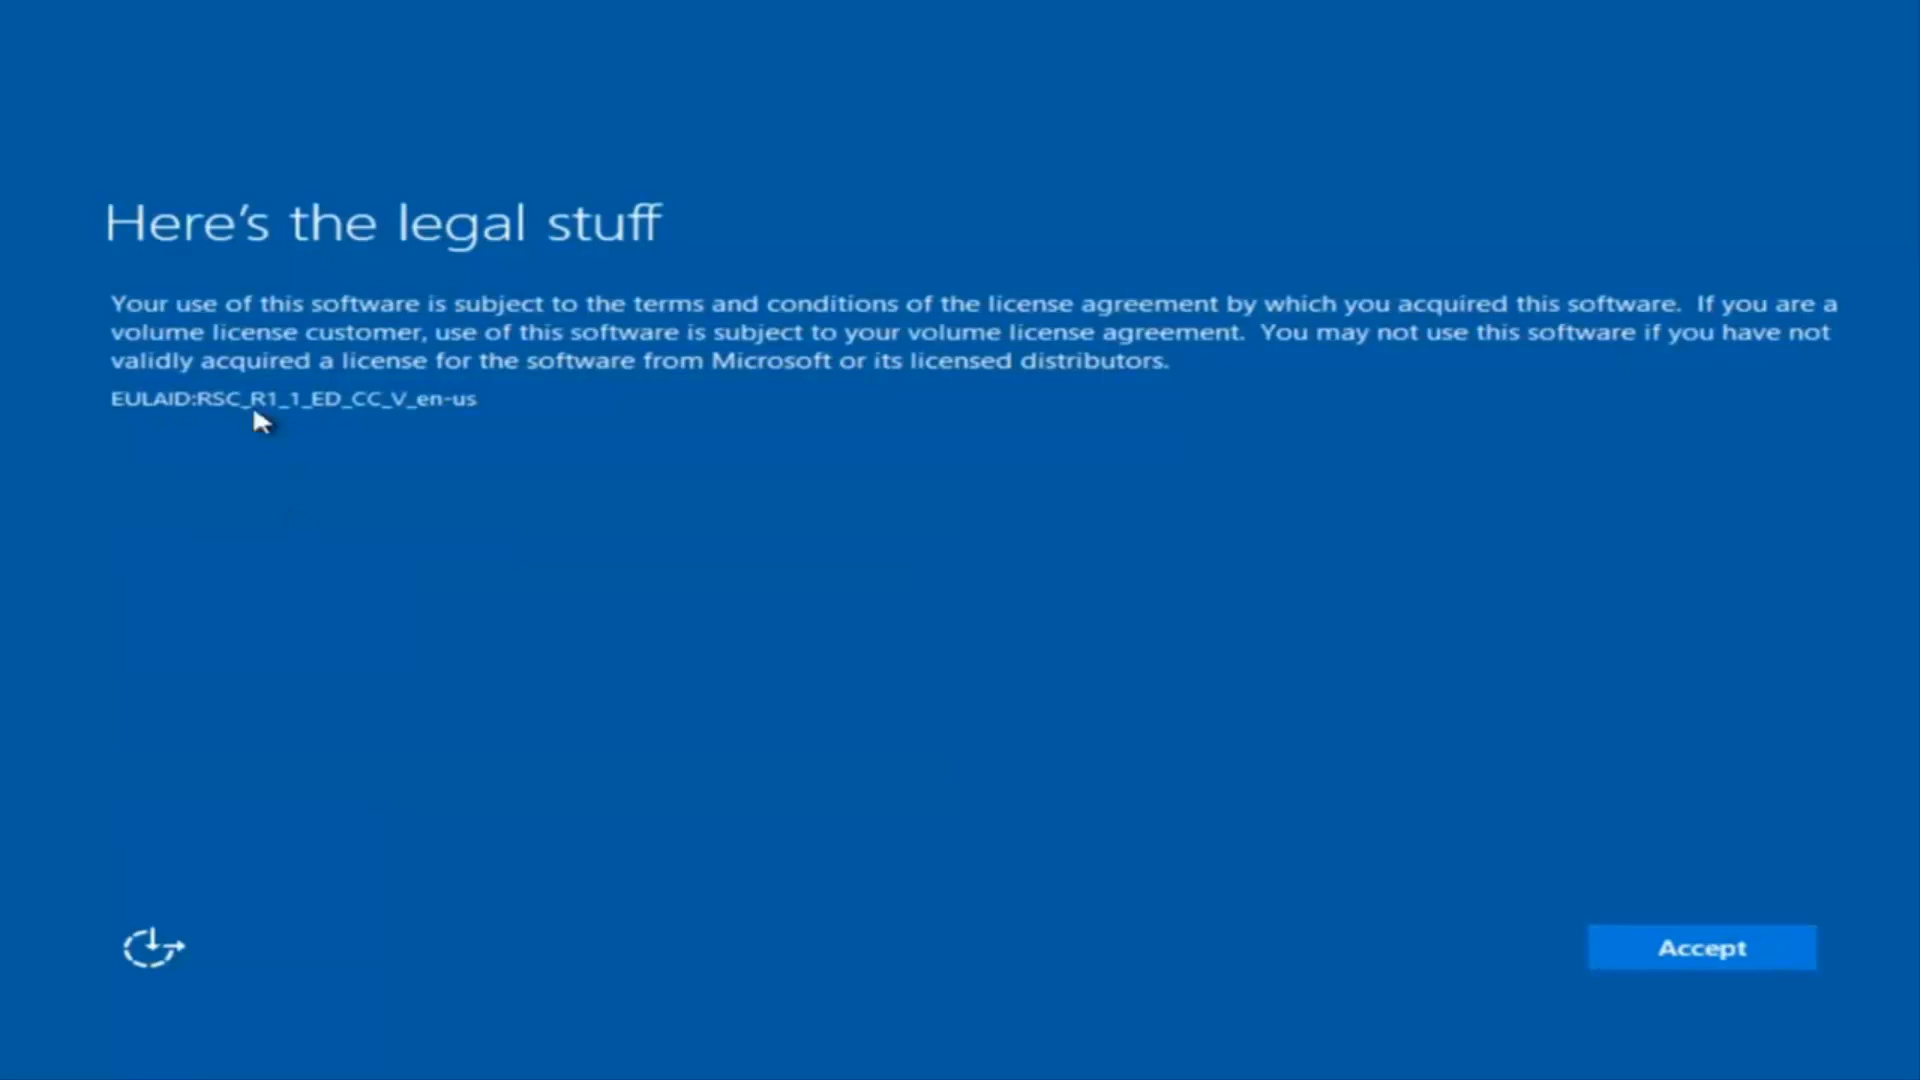 Here's the legal stuff
Your use of this software is subject to the terms and conditions of the license agreement by which you acquired this software.  If you are a
volume license customer, use of this software is subject to your volume license agreement.  You may not use this software if you have not
validly acquired a license for the software from Microsoft or its licensed distributors.
EULAID:RSC_R1_1_ED_CC_V_en-us
Accept